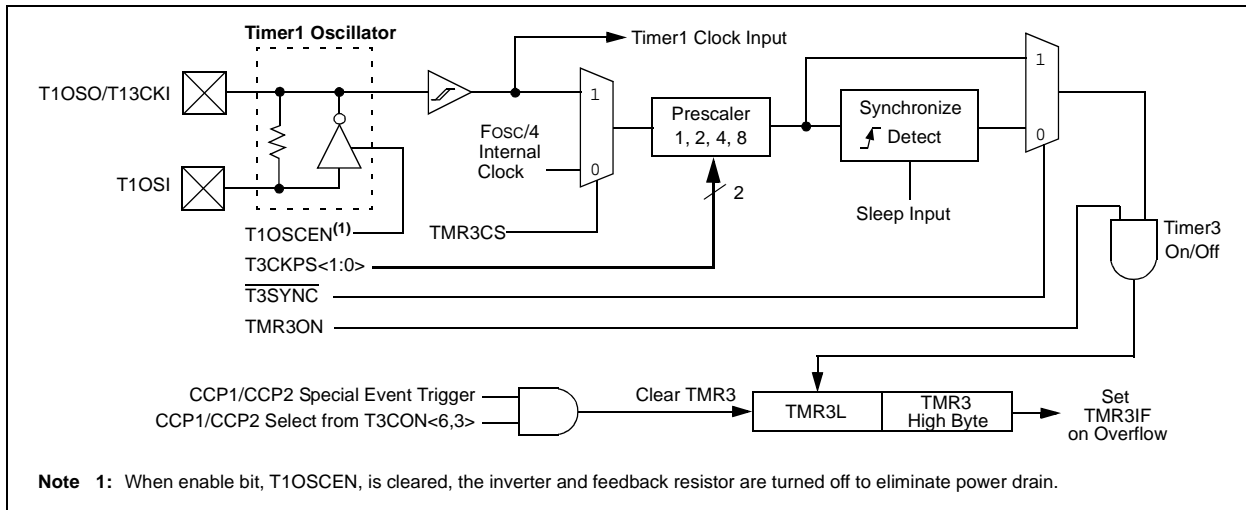 Timer1 Oscillator
Timer1 Clock Input
T1OSO/T13CKI
T1OSI
1
0
FOSC/4
Internal
Clock
Prescaler
1, 2, 4, 8
2
Synchronize
Detect
Sleep Input
1
0
T1OSCEN(1)
TMR3CS
T3CKPS<1:0>
T3SYNC
TMR3ON
Timer3
On/Off
CCP1/CCP2 Special Event Trigger
CCP1/CCP2 Select from T3CON<6,3>
Clear TMR3
TMR3L
TMR3
High Byte
Set
TMR3IF
on Overflow
Note 1: When enable bit, T1OSCEN, is cleared, the inverter and feedback resistor are turned off to eliminate power drain.